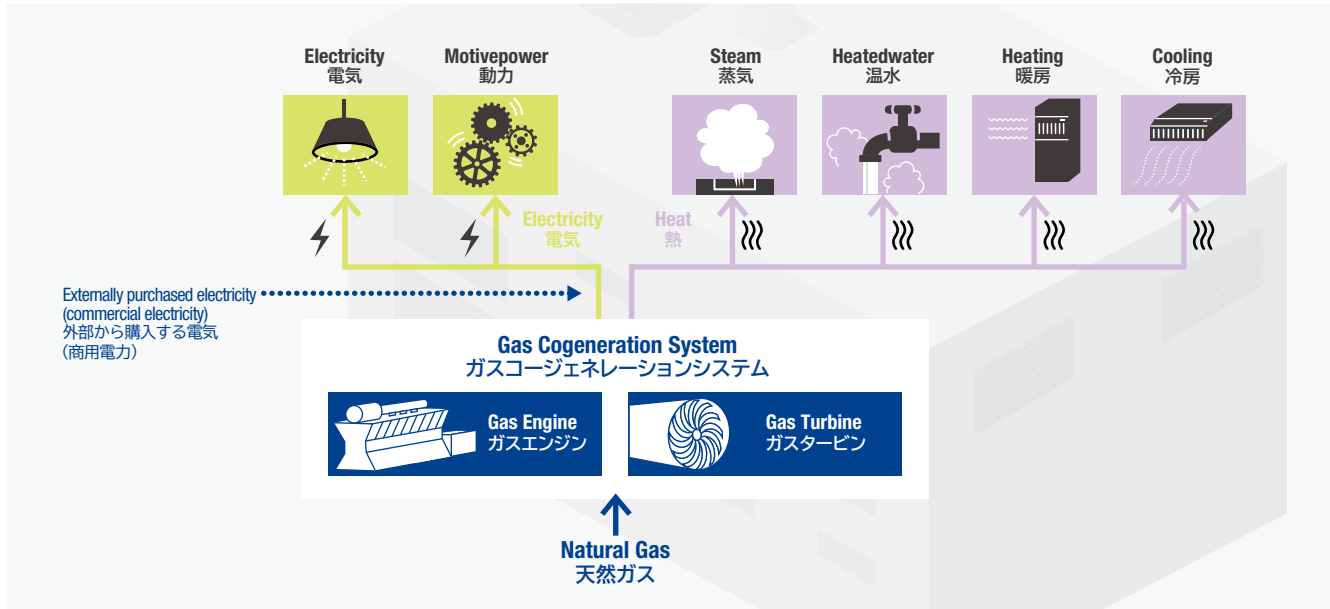 Electricity
電気
Motivepower
動力
Steam
蒸気
Heatedwater
温水
Heating
暖房
Cooling
冷房
Electricity
電気
Heat
熱
Externally purchased electricity
(commercial electricity)
外部から購入する電気
（商用電力）
Gas Cogeneration System
ガスコージェネレーションシステム
Gas Engine
ガスエンジン
Gas Turbine
ガスタービン
Natural Gas
天然ガス